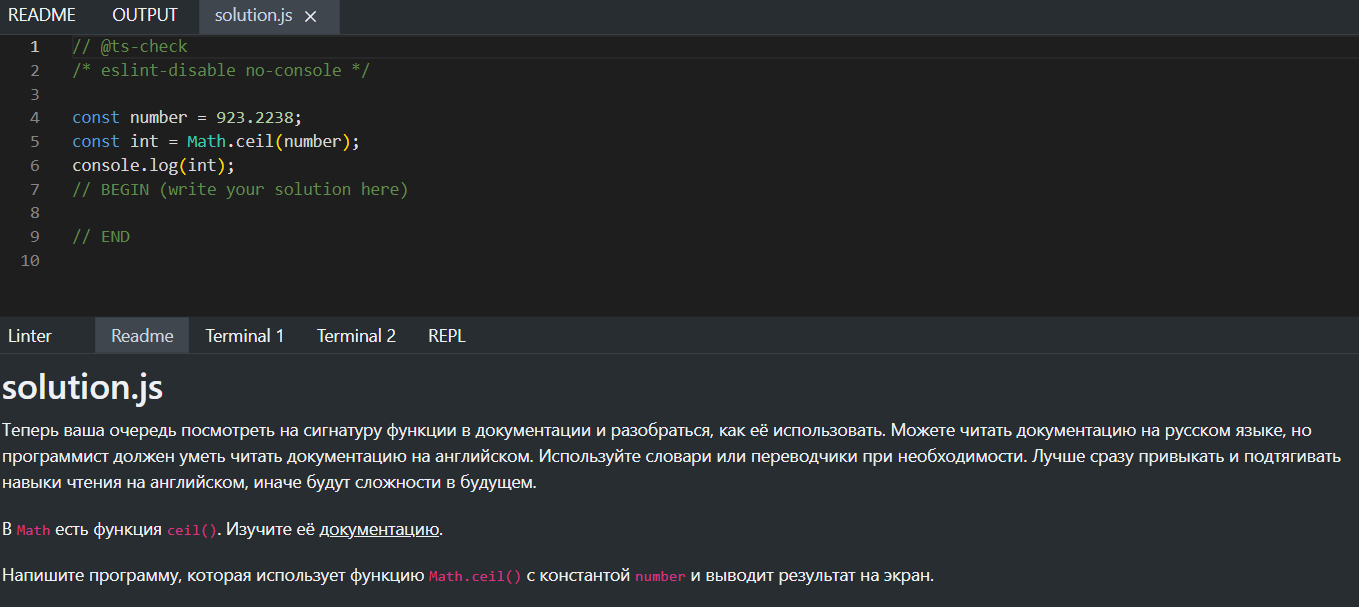 README OUTPUT solution.js ×
1 // @ts-check
2 /* eslint-disable no-console */
3
4 const number = 923.2238;
5 const int = Math.ceil(number);
6 console.log(int);
7 // BEGIN (write your solution here)
8
9 // END
10
Linter Readme Terminal 1 Terminal 2 REPL
solution.js
Теперь ваша очередь посмотреть на сигнатуру функции в документации и разобраться, как её использовать. Можете читать документацию на русском языке, но
программист должен уметь читать документацию на английском. Используйте словари или переводчики при необходимости. Лучше сразу привыкать и подтягивать
навыки чтения на английском, иначе будут сложности в будущем.
В Math есть функция ceil(). Изучите её документацию.
Напишите программу, которая использует функцию Math.ceil() с константой number и выводит результат на экран.